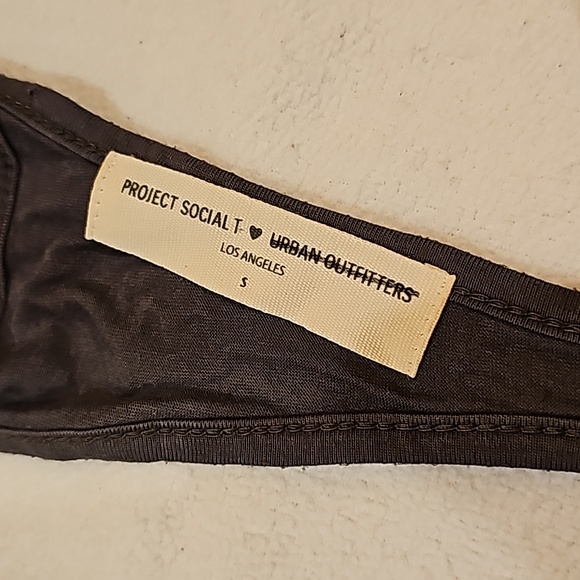 PROJECT SOCIAL T ♥ URBAN OUTFITTERS
LOS ANGELES
S